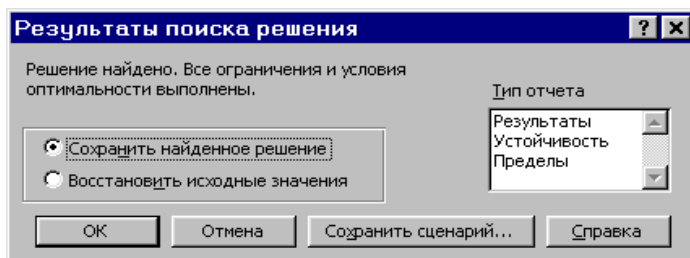 Результаты поиска решения
Решение найдено. Все ограничения и условия
оптимальности выполнены.
Тип отчета
Результаты
Устойчивость
Пределы
Сохранить найденное решение
Восстановить исходные значения
ОК
Отмена
Сохранить сценарий...
Справка